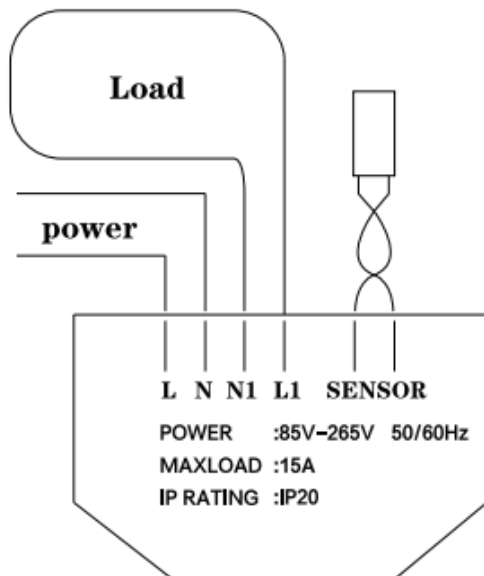 Load
power
L N N1 L1 SENSOR
POWER :85V-265V 50/60Hz
MAXLOAD :15A
IP RATING :IP20